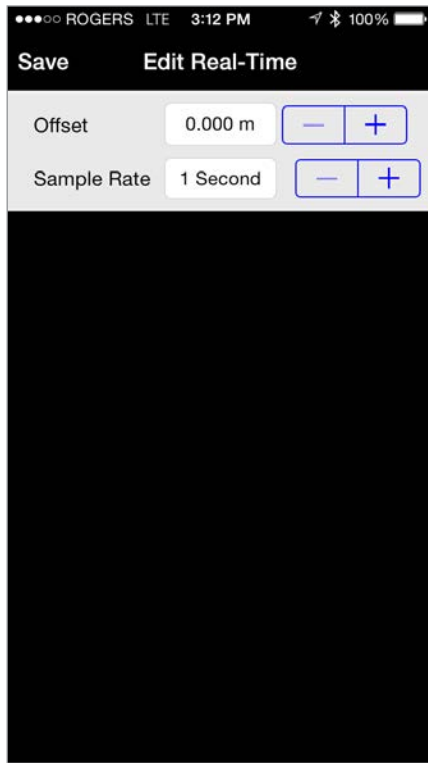 ROGERS LTE 3:12 PM 100%
Save Edit Real-Time
Offset 0.000 m − +
Sample Rate 1 Second − +